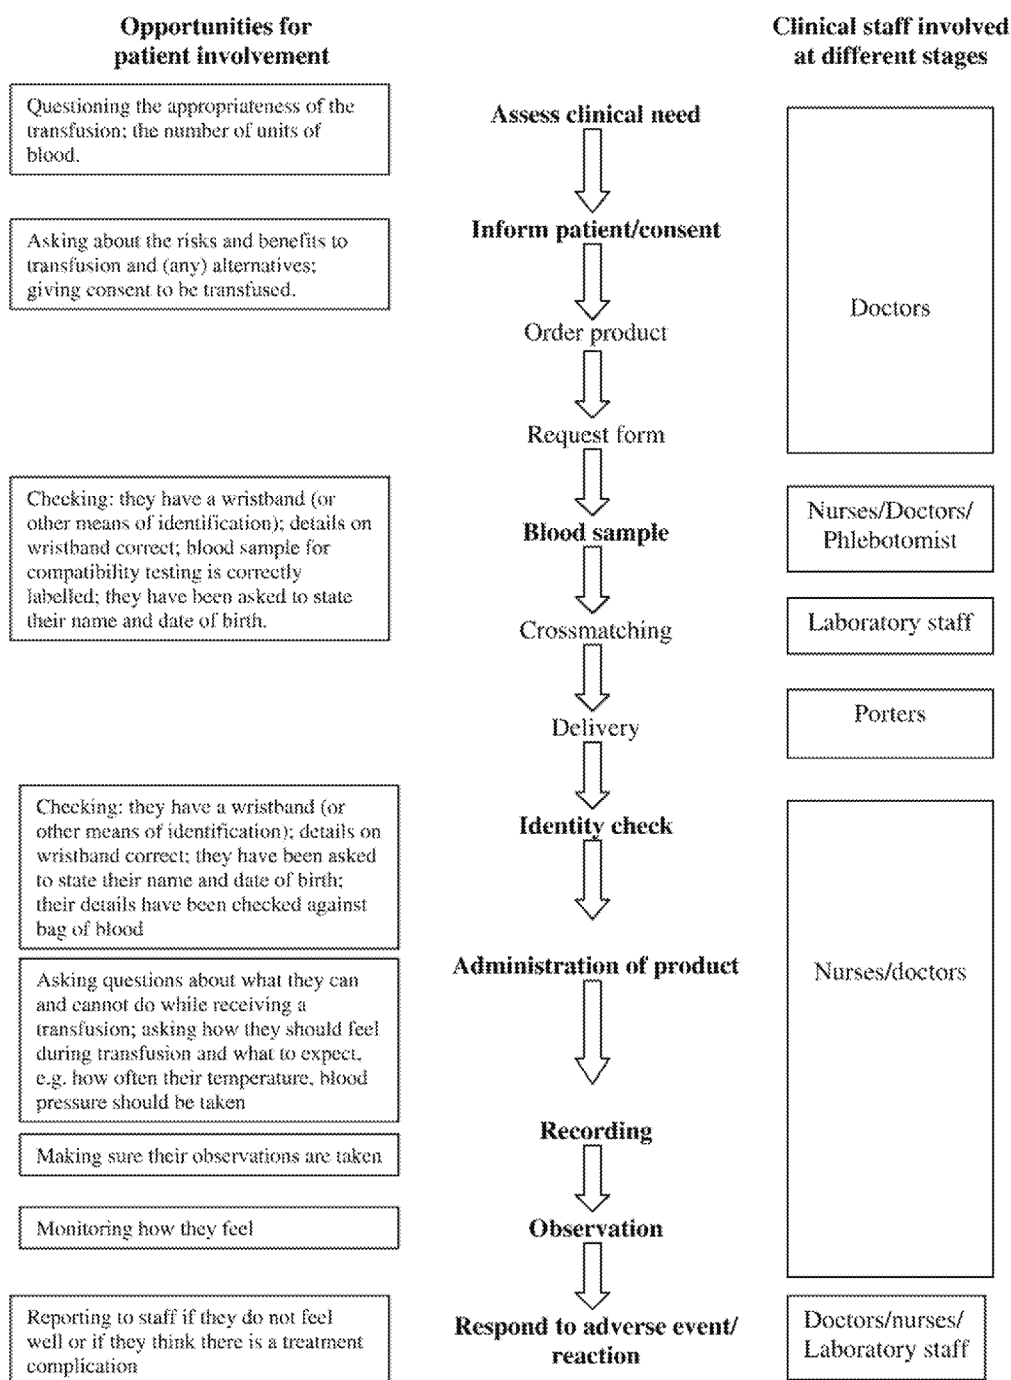 Opportunities for
patient involvement
Questioning the appropriateness of the
transfusion; the number of units of
blood.
Asking about the risks and benefits to
transfusion and (any) alternatives;
giving consent to be transfused.
Checking: they have a wristband (or
other means of identification); details on
wristband correct; blood sample for
compatibility testing is correctly
labelled; they have been asked to state
their name and date of birth.
Checking: they have a wristband (or
other means of identification); details on
wristband correct; they have been asked
to state their name and date of birth;
their details have been checked against
bag of blood
Asking questions about what they can
and cannot do while receiving a
transfusion; asking how they should feel
during transfusion and what to expect,
e.g. how often their temperature, blood
pressure should be taken
Making sure their observations are taken
Monitoring how they feel
Reporting to staff if they do not feel
well or if they think there is a treatment
complication
Assess clinical need
Inform patient/consent
Order product
Request form
Blood sample
Crossmatching
Delivery
Identity check
Administration of product
Recording
Observation
Respond to adverse event/
reaction
Clinical staff involved
at different stages
Doctors
Nurses/Doctors/
Phlebotomist
Laboratory staff
Porters
Nurses/doctors
Doctors/nurses/
Laboratory staff